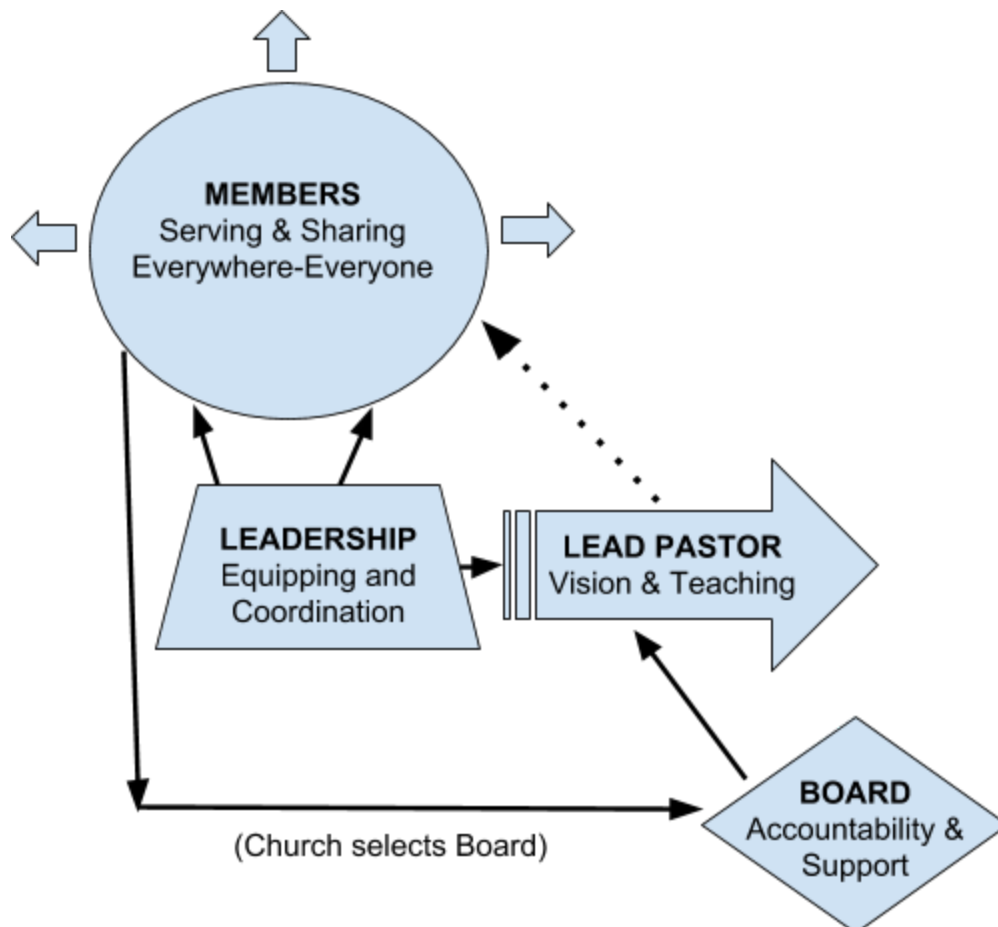 MEMBERS
Serving & Sharing
Everywhere-Everyone
LEADERSHIP
Equipping and
Coordination
LEAD PASTOR
Vision & Teaching
BOARD
Accountability &
Support
(Church selects Board)